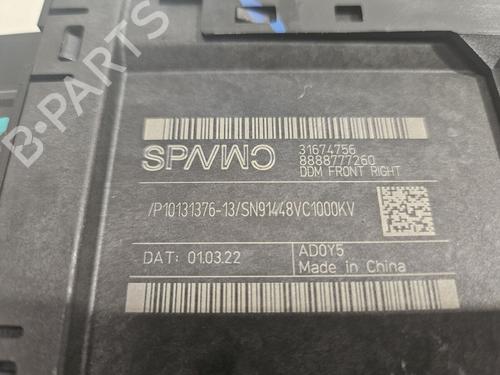 B-PARTS
SPMMC
31674756
8888777260
DDM FRONT RIGHT
/P10131376-13/SN91448VC1000KV
DAT: 01.03.22
AD0Y5
Made in China